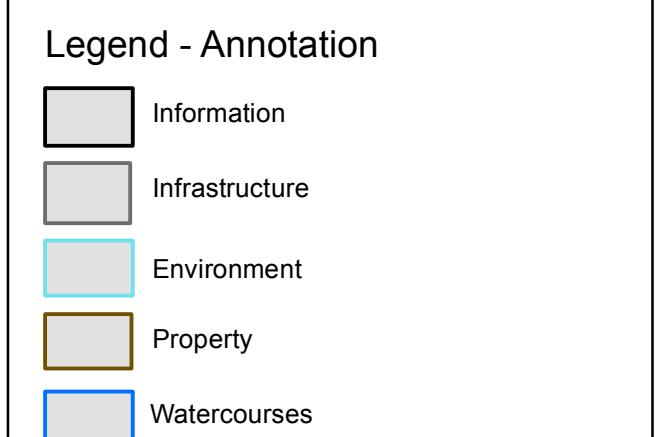 Legend - Annotation
Information
Infrastructure
Environment
Property
Watercourses